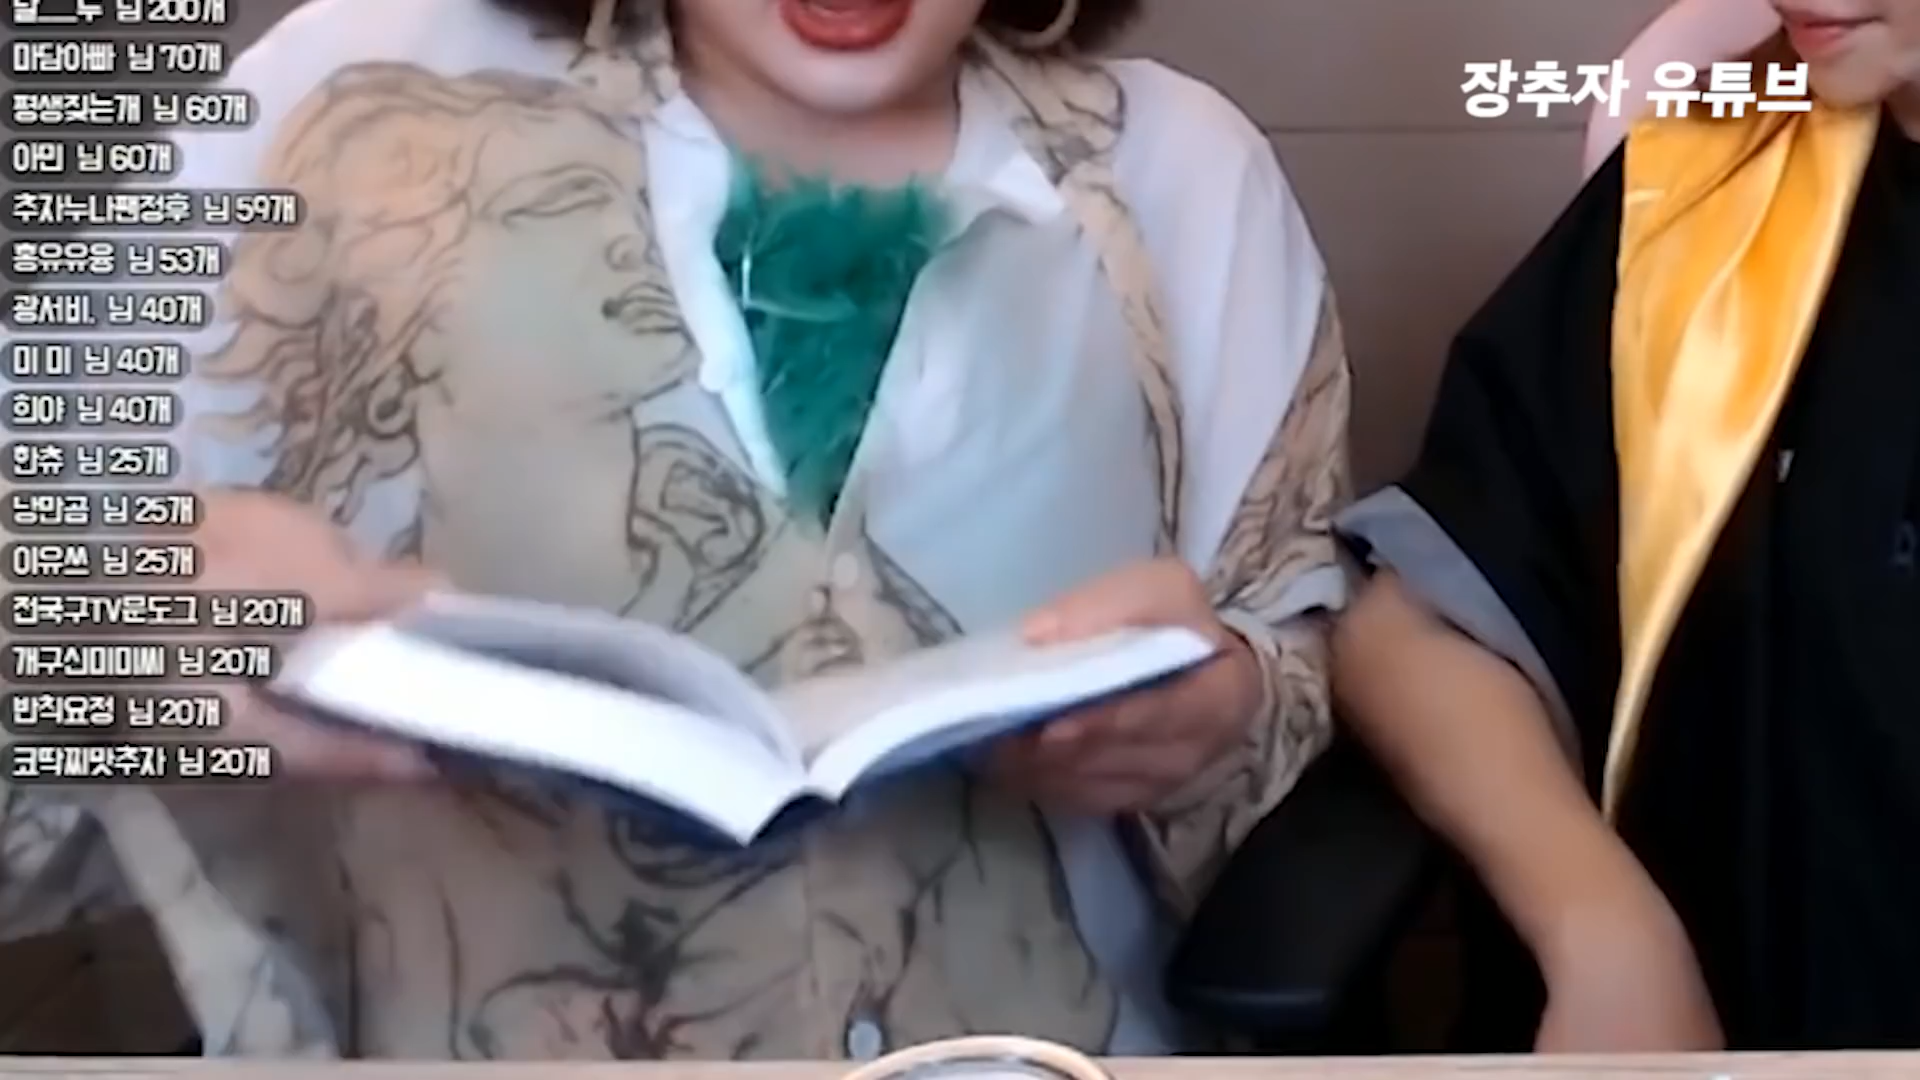 님 200개
마담아빠 님 70개
평생짖는개 님 60개
아민 님 60개
추자누나팬정후 님 59개
홍유유융 님 53개
광서비. 님 40개
미 미 님 40개
희야 님 40개
한츄 님 25개
낭만곰 님 25개
이유쓰 님 25개
전국구TV문도그 님 20개
개구신미미씨 님 20개
반칙요정 님 20개
코딱찌맛추자 님 20개
장추자 유튜브